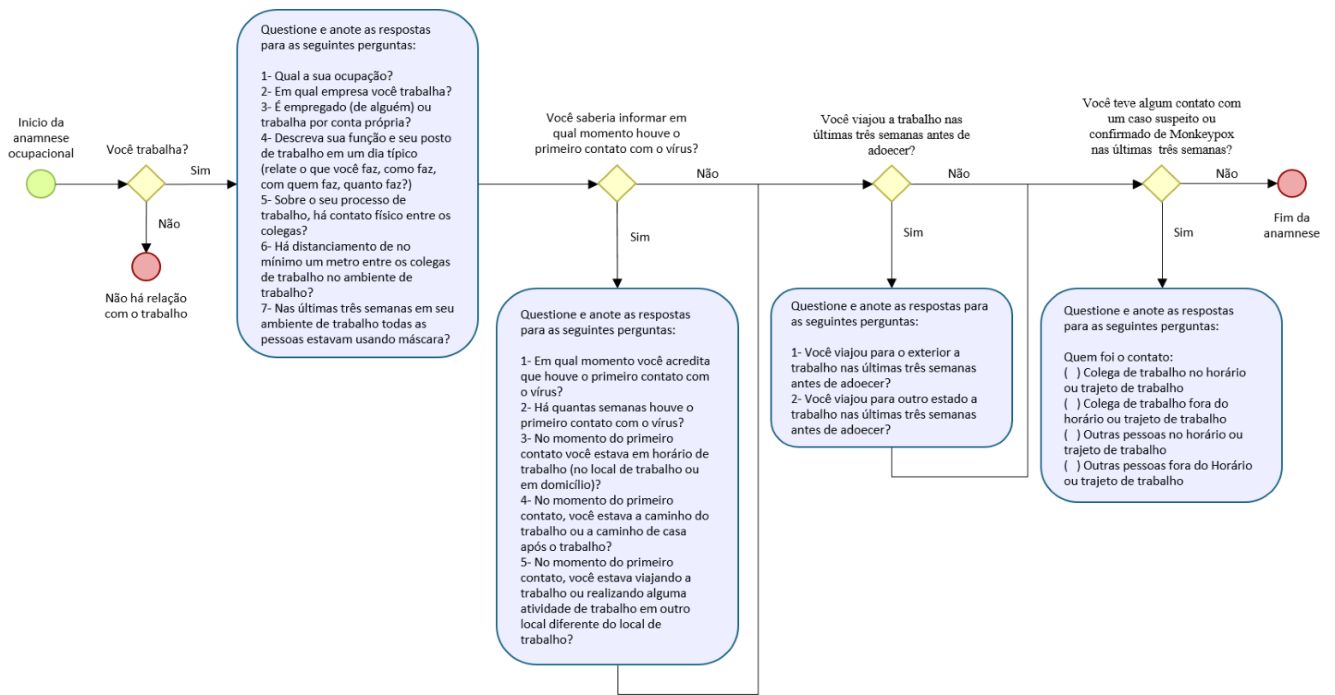 Inicio da
anamnese
ocupacional
Você trabalha?
Sim
Não
Não há relação
com o trabalho
Questione e anote as respostas
para as seguintes perguntas:
1- Qual a sua ocupação?
2- Em qual empresa você trabalha?
3- É empregado (de alguém) ou
trabalha por conta própria?
4- Descreva sua função e seu posto
de trabalho em um dia típico
(relate o que você faz, como faz,
com quem faz, quanto faz?)
5- Sobre o seu processo de
trabalho, há contato físico entre os
colegas?
6- Há distanciamento de no
mínimo um metro entre os colegas
de trabalho no ambiente de
trabalho?
7- Nas últimas três semanas em seu
ambiente de trabalho todas as
pessoas estavam usando máscara?
Você saberia informar em
qual momento houve o
primeiro contato com o vírus?
Não
Sim
Questione e anote as respostas
para as seguintes perguntas:
1- Em qual momento você acredita
que houve o primeiro contato com
o vírus?
2- Há quantas semanas houve o
primeiro contato com o vírus?
3- No momento do primeiro
contato você estava em horário de
trabalho (no local de trabalho ou
em domicílio)?
4- No momento do primeiro
contato, você estava a caminho do
trabalho ou a caminho de casa
após o trabalho?
5- No momento do primeiro
contato, você estava viajando a
trabalho ou realizando alguma
atividade de trabalho em outro
local diferente do local de
trabalho?
Você viajou a trabalho nas
últimas três semanas antes de
adoecer?
Não
Sim
Questione e anote as respostas para
as seguintes perguntas:
1- Você viajou para o exterior a
trabalho nas últimas três semanas
antes de adoecer?
2- Você viajou para outro estado a
trabalho nas últimas três semanas
antes de adoecer?
Você teve algum contato com
um caso suspeito ou
confirmado de Monkeypox
nas últimas três semanas?
Não
Sim
Fim da
anamnese
Questione e anote as respostas
para as seguintes perguntas:
Quem foi o contato:
( ) Colega de trabalho no horário
ou trajeto de trabalho
( ) Colega de trabalho fora do
horário ou trajeto de trabalho
( ) Outras pessoas no horário ou
trajeto de trabalho
( ) Outras pessoas fora do Horário
ou trajeto de trabalho